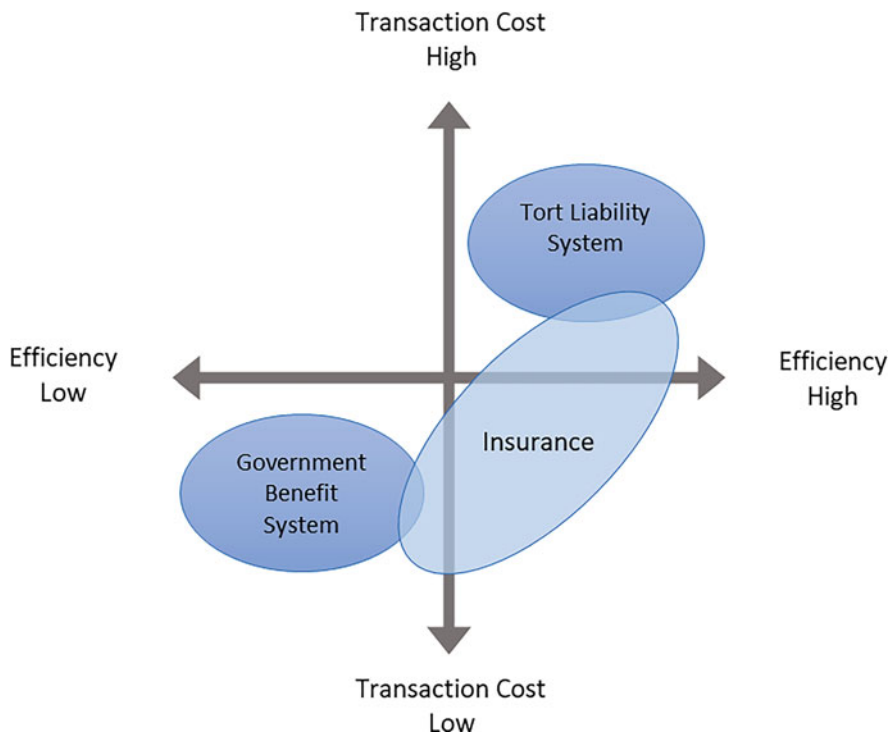 Transaction Cost
High
Tort Liability
System
Efficiency
Low
Efficiency
High
Insurance
Government
Benefit
System
Transaction Cost
Low